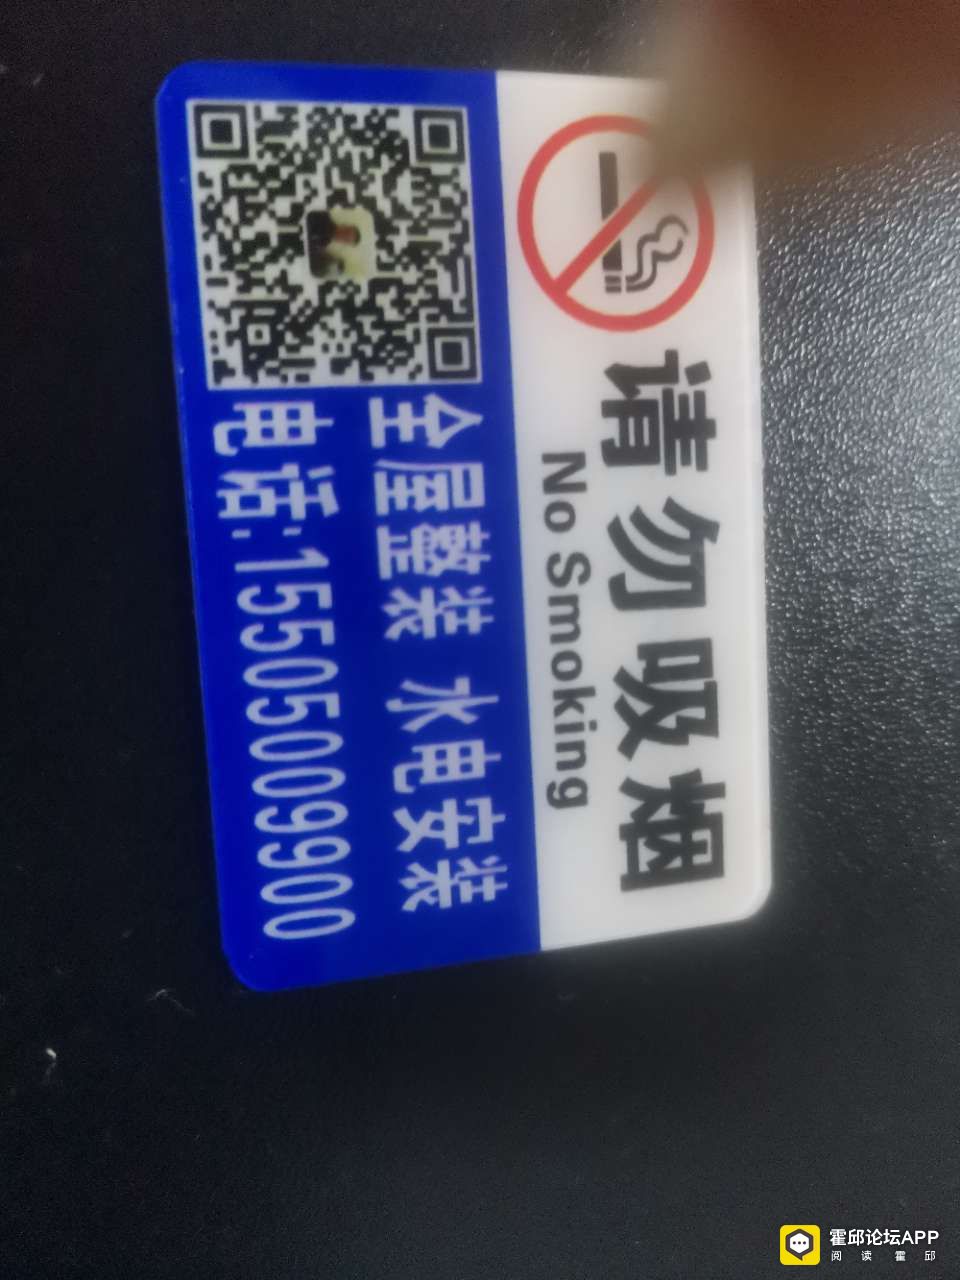 请勿吸烟
No Smoking
全屋整装 水电安装
电话:15505009900
霍邱论坛APP
阅读霍邱